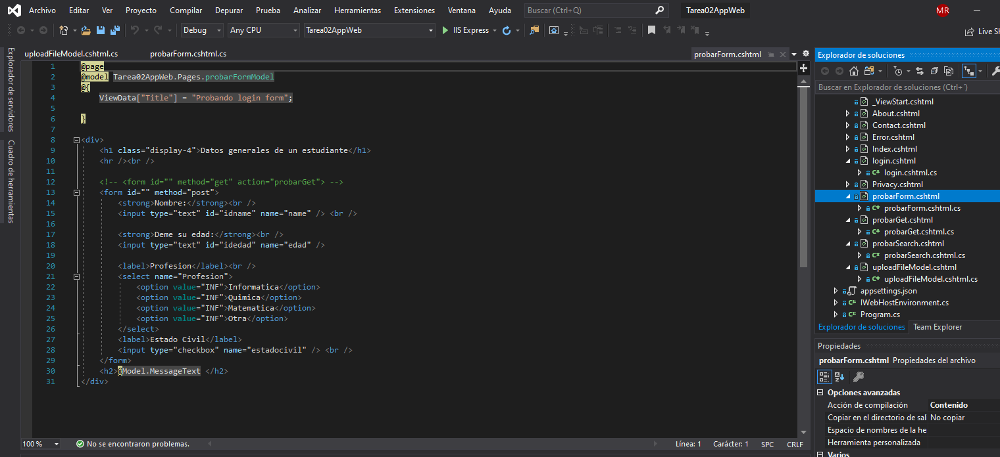 Archivo Editar Ver Proyecto Compilar Depurar Prueba Analizar Herramientas Extensiones Ventana Ayuda Buscar (Ctrl+Q) Tarea02AppWeb MR
Debug Any CPU Tarea02AppWeb IIS Express Live Sh
uploadFileModel.cshtml.cs probarForm.cshtml.cs probarForm.cshtml
Explorador de servidores
Cuadro de herramientas
1 @page
2 @model Tarea02AppWeb.Pages.probarFormModel
3 @{
4 ViewData["Title"] = "Probando login form";
5
6 }
7
8 <div>
9 <h1 class="display-4">Datos generales de un estudiante</h1>
10 <hr /><br />
11
12 <!-- <form id="" method="get" action="probarGet"> -->
13 <form id="" method="post">
14 <strong>Nombre:</strong><br />
15 <input type="text" id="idname" name="name" /> <br />
16
17 <strong>Deme su edad:</strong><br />
18 <input type="text" id="idedad" name="edad" />
19
20 <label>Profesion</label><br />
21 <select name="Profesion">
22 <option value="INF">Informatica</option>
23 <option value="INF">Quimica</option>
24 <option value="INF">Matematica</option>
25 <option value="INF">Otra</option>
26 </select>
27 <label>Estado Civil</label>
28 <input type="checkbox" name="estadocivil" /> <br />
29 </form>
30 <h2>@Model.MessageText </h2>
31 </div>
100 % No se encontraron problemas. Línea: 1 Carácter: 1 SPC CRLF
Explorador de soluciones
Buscar en Explorador de soluciones (Ctrl+´)
_ViewStart.cshtml
About.cshtml
Contact.cshtml
Error.cshtml
Index.cshtml
login.cshtml
C# login.cshtml.cs
Privacy.cshtml
probarForm.cshtml
C# probarForm.cshtml.cs
probarGet.cshtml
C# probarGet.cshtml.cs
probarSearch.cshtml
C# probarSearch.cshtml.cs
uploadFileModel.cshtml
C# uploadFileModel.cshtml.cs
appsettings.json
C# IWebHostEnvironment.cs
C# Program.cs
Explorador de soluciones Team Explorer
Propiedades
probarForm.cshtml Propiedades del archivo
Opciones avanzadas
Acción de compilación Contenido
Copiar en el directorio de sal No copiar
Espacio de nombres de la he
Herramienta personalizada
Varios